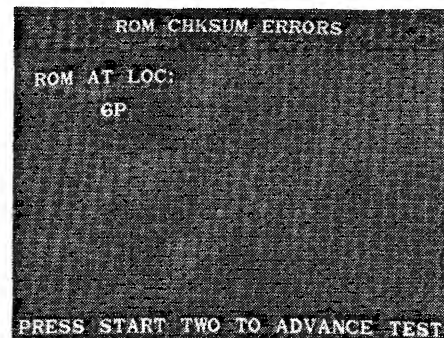 ROM CHKSUM ERRORS
ROM AT LOC:
6P
PRESS START TWO TO ADVANCE TEST